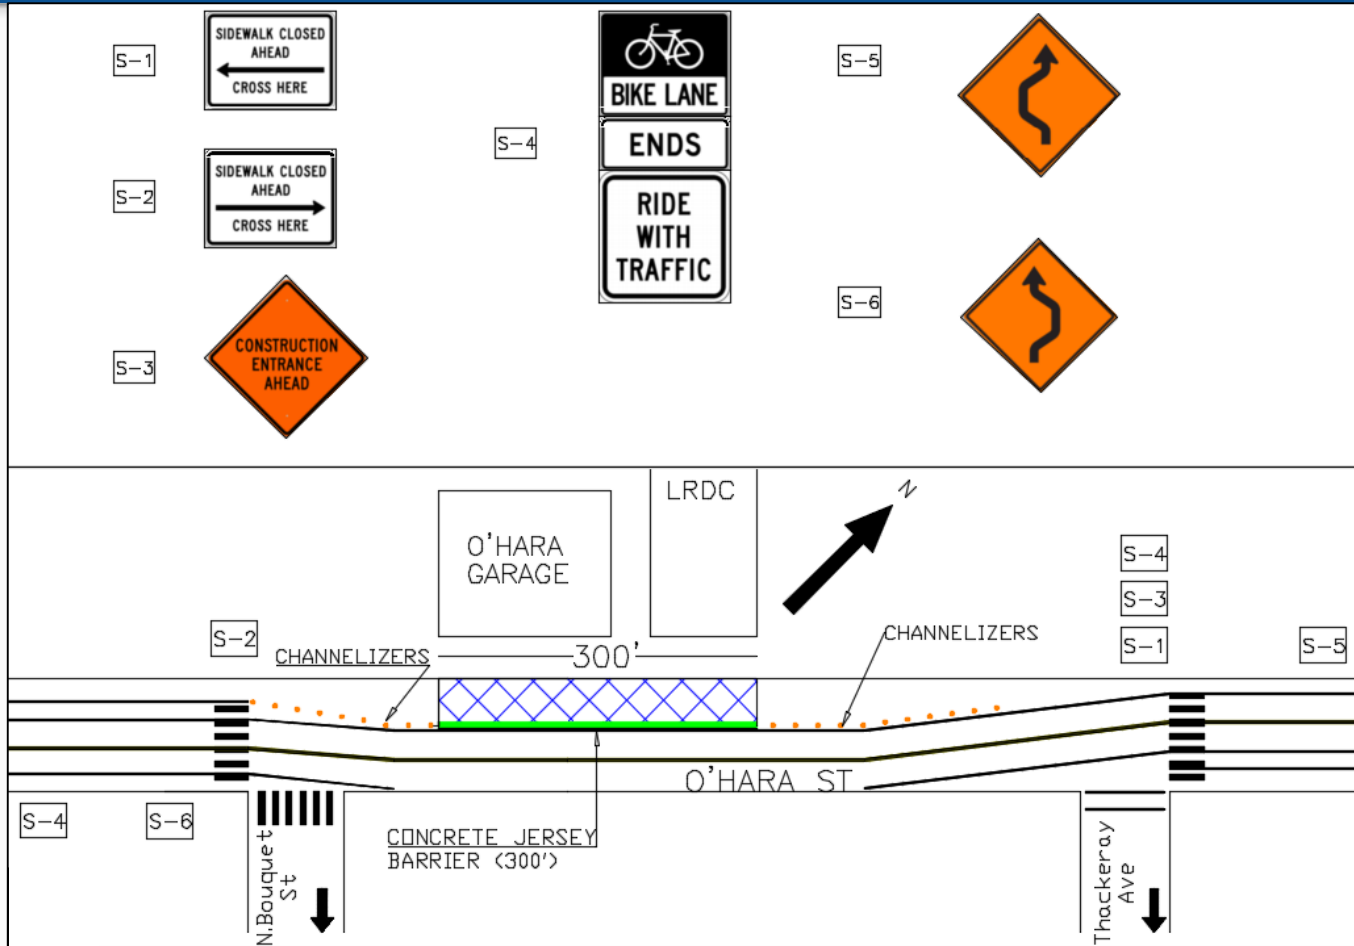 S-1
SIDEWALK CLOSED
AHEAD
CROSS HERE
S-2
SIDEWALK CLOSED
AHEAD
CROSS HERE
S-3
CONSTRUCTION
ENTRANCE
AHEAD
S-4
BIKE LANE
ENDS
RIDE
WITH
TRAFFIC
S-5
S-6
O'HARA
GARAGE
LRDC
N
S-4
S-3
S-1
S-5
S-2
CHANNELIZERS
300'
CHANNELIZERS
O'HARA ST
S-4
S-6
CONCRETE JERSEY
BARRIER (300')
N.Bouquet
St
Thackeray
Ave